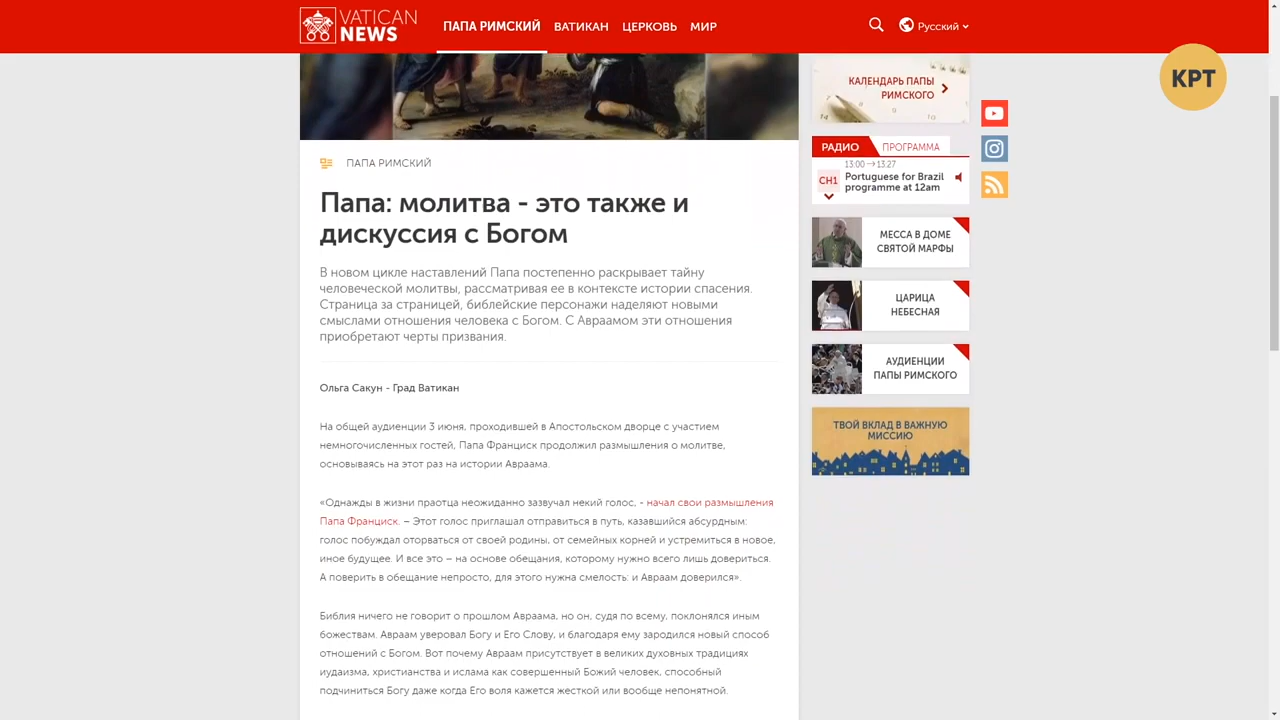 VATICAN
NEWS
ПАПА РИМСКИЙ ВАТИКАН ЦЕРКОВЬ МИР
Русский
КРТ
ПАПА РИМСКИЙ
Папа: молитва - это также и
дискуссия с Богом
В новом цикле наставлений Папа постепенно раскрывает тайну
человеческой молитвы, рассматривая ее в контексте истории спасения.
Страница за страницей, библейские персонажи наделяют новыми
смыслами отношения человека с Богом. С Авраамом эти отношения
приобретают черты призвания.
Ольга Сакун - Град Ватикан
На общей аудиенции 3 июня, проходившей в Апостольском дворце с участием
немногочисленных гостей, Папа Франциск продолжил размышления о молитве,
основываясь на этот раз на истории Авраама.
«Однажды в жизни праотца неожиданно зазвучал некий голос, - начал свои размышления
Папа Франциск. – Этот голос приглашал отправиться в путь, казавшийся абсурдным:
голос побуждал оторваться от своей родины, от семейных корней и устремиться в новое,
иное будущее. И все это – на основе обещания, которому нужно всего лишь довериться.
А поверить в обещание непросто, для этого нужна смелость: и Авраам доверился».
Библия ничего не говорит о прошлом Авраама, но он, судя по всему, поклонялся иным
божествам. Авраам уверовал Богу и Его Слову, и благодаря ему зародился новый способ
отношений с Богом. Вот почему Авраам присутствует в великих духовных традициях
иудаизма, христианства и ислама как совершенный Божий человек, способный
подчиниться Богу даже когда Его воля кажется жесткой или вообще непонятной.
КАЛЕНДАРЬ ПАПЫ
РИМСКОГО
РАДИО ПРОГРАММА
13:00 → 13:27
CH1
Portuguese for Brazil
programme at 12am
МЕССА В ДОМЕ
СВЯТОЙ МАРФЫ
ЦАРИЦА
НЕБЕСНАЯ
АУДИЕНЦИИ
ПАПЫ РИМСКОГО
ТВОЙ ВКЛАД В ВАЖНУЮ
МИССИЮ